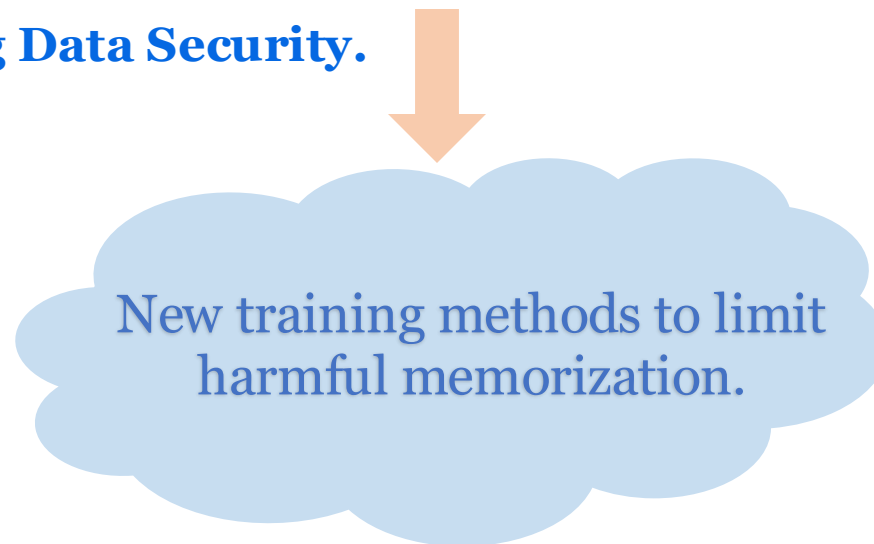 Data Security.
New training methods to limit
harmful memorization.